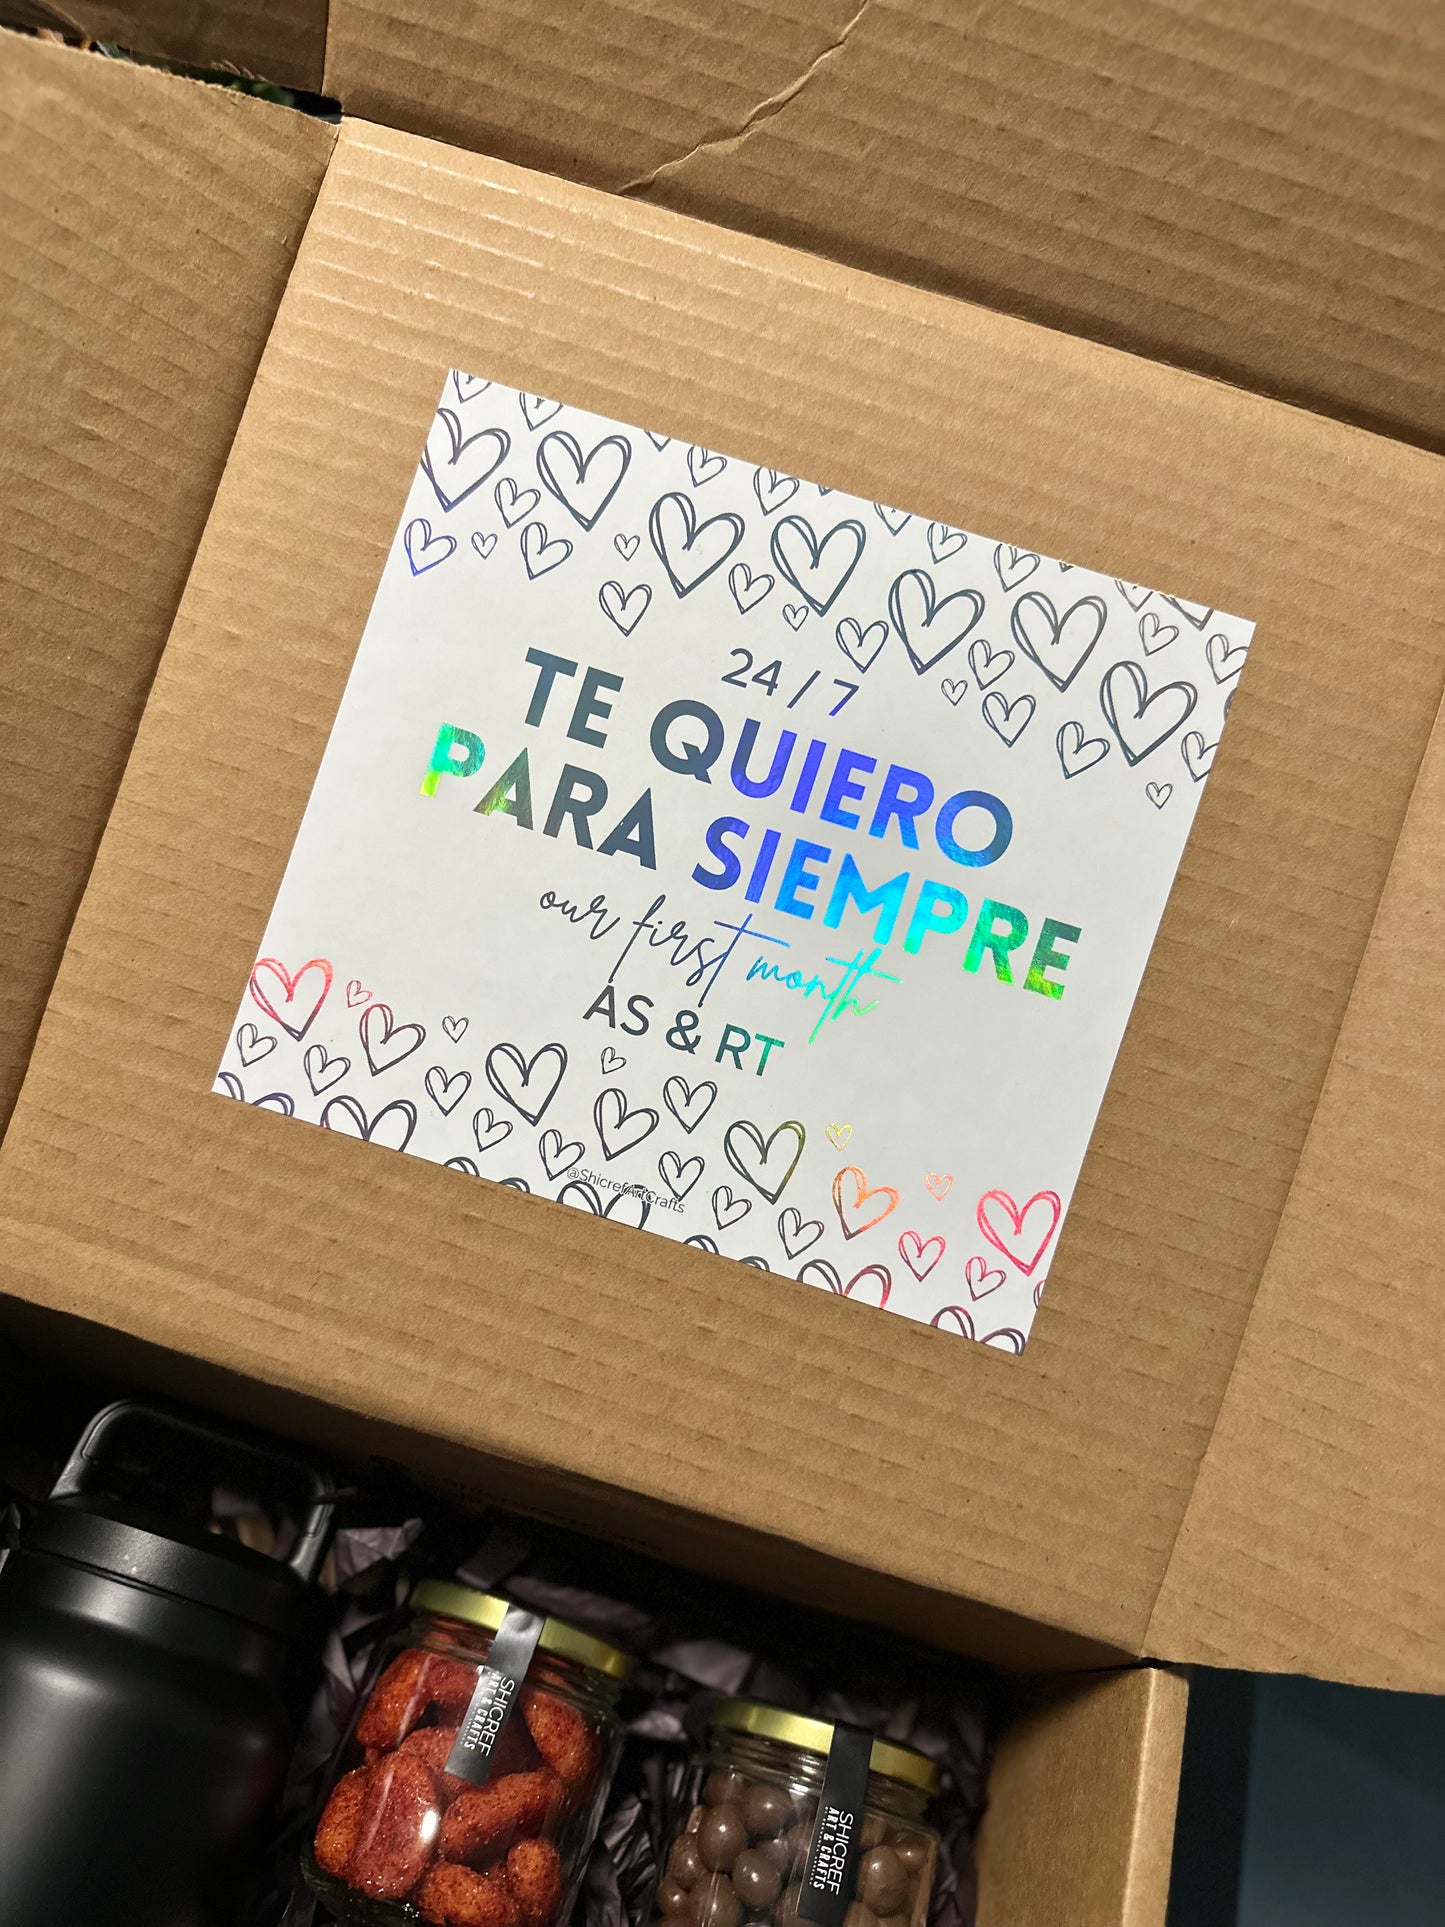 24 / 7
TE QUIERO
PARA SIEMPRE
our first month
AS & RT
@ShicrefArtCrafts
SHICREF
ART & CRAFTS
SHICREF
ART & CRAFTS